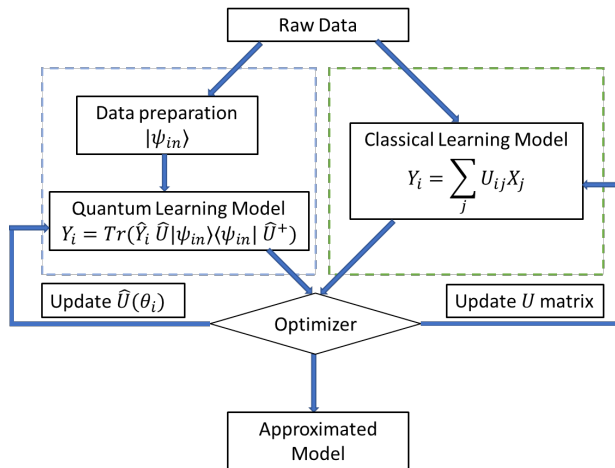 Raw Data
Data preparation
|ψ_in⟩
Classical Learning Model
Y_i = ∑_j U_ij X_j
Quantum Learning Model
Y_i = Tr(Ŷ_i Û|ψ_in⟩⟨ψ_in| Û⁺)
Update Û(θ_i)
Optimizer
Update U matrix
Approximated
Model